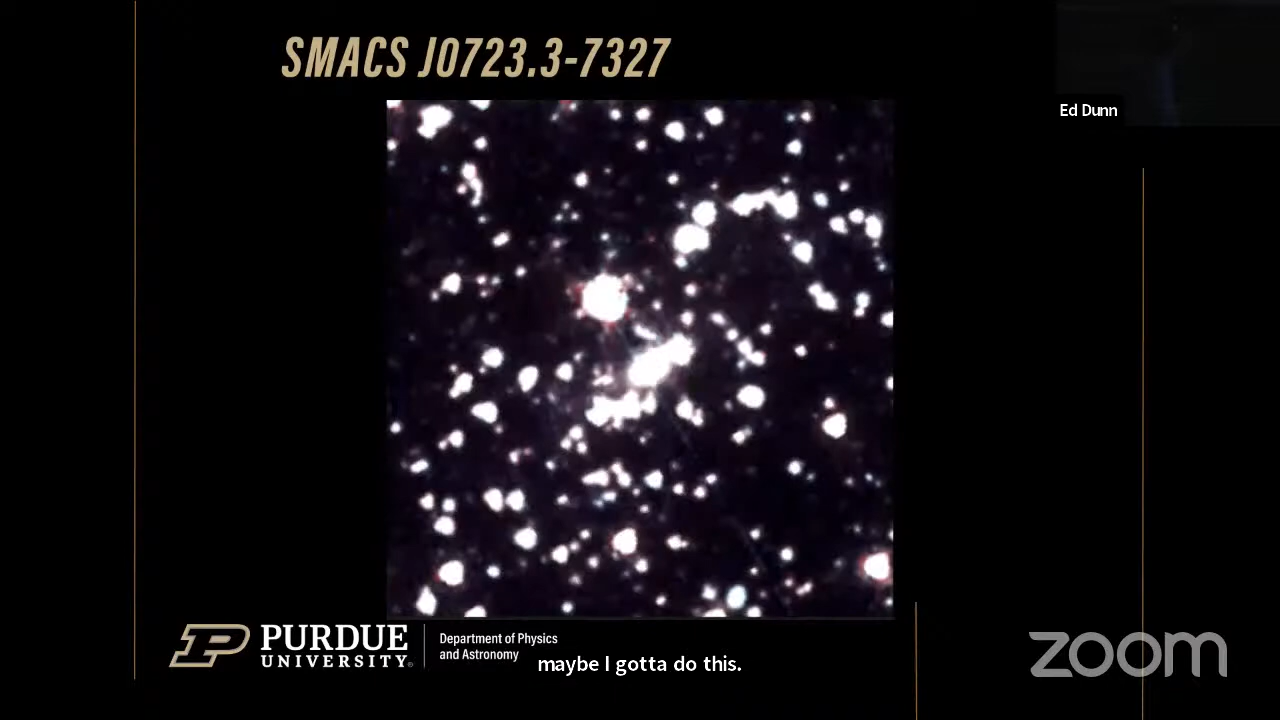 SMACS J0723.3-7327
Ed Dunn
PURDUE
UNIVERSITY®
Department of Physics
and Astronomy
maybe I gotta do this.
zoom